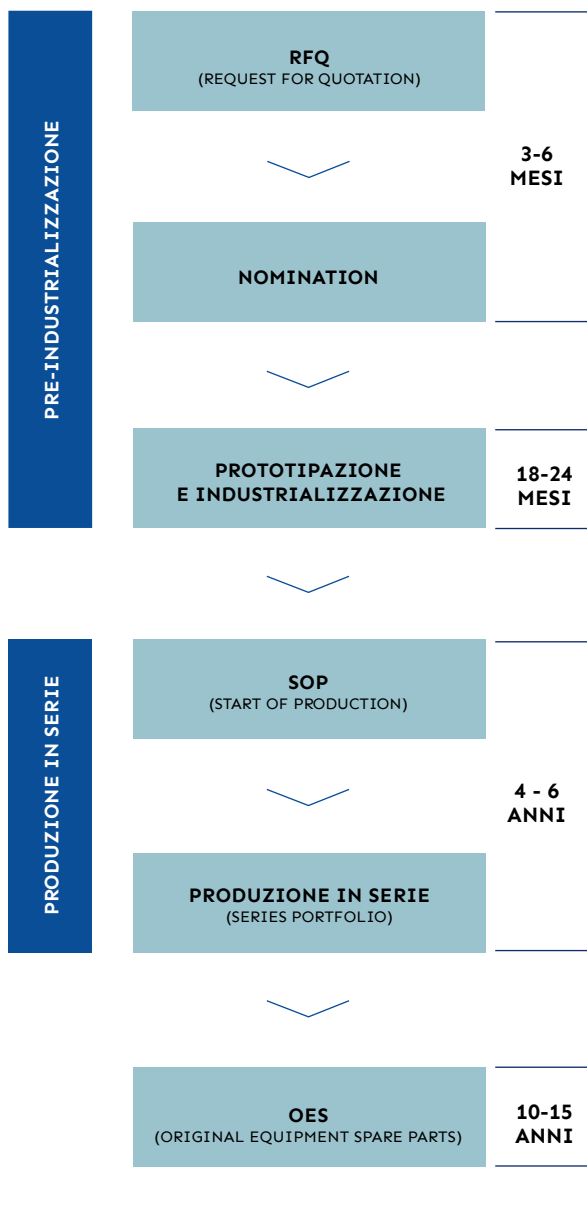 PRE-INDUSTRIALIZZAZIONE
RFQ
(REQUEST FOR QUOTATION)
3-6
MESI
NOMINATION
PROTOTIPAZIONE
E INDUSTRIALIZZAZIONE
18-24
MESI
PRODUZIONE IN SERIE
SOP
(START OF PRODUCTION)
4 - 6
ANNI
PRODUZIONE IN SERIE
(SERIES PORTFOLIO)
OES
(ORIGINAL EQUIPMENT SPARE PARTS)
10-15
ANNI